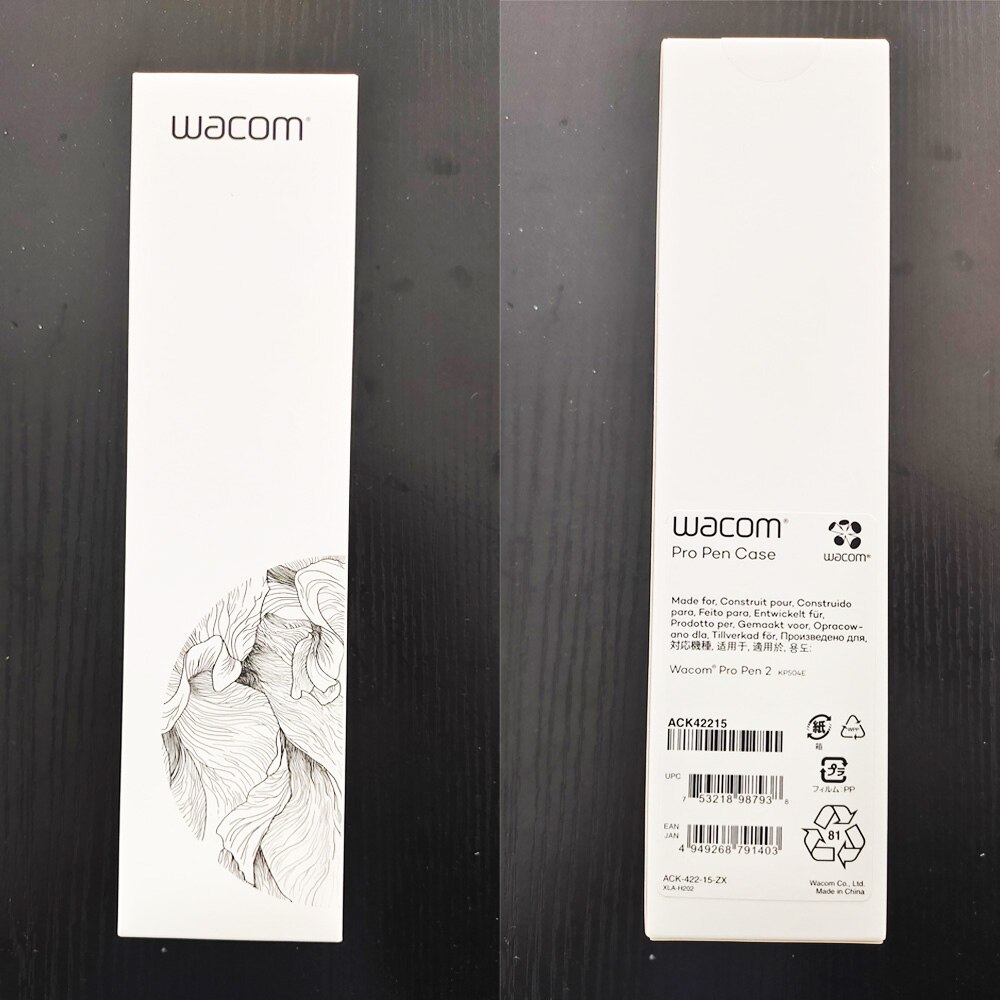 wacom®
wacom®
Pro Pen Case
wacom®
Made for, Construit pour, Construido
para, Feito para, Entwickelt für,
Prodotto per, Gemaakt voor, Opracow-
ano dla, Tillverkad för, Произведено для,
対応機種, 适用于, 適用於, 용도:
Wacom® Pro Pen 2 KP504E
ACK42215
紙
箱
WPP
UPC
7 53218 98793 8
プラ
フィルム:PP
EAN
JAN
4 949268 791403
81
ACK-422-15-ZX
XLA-H202
Wacom Co., Ltd.
Made in China